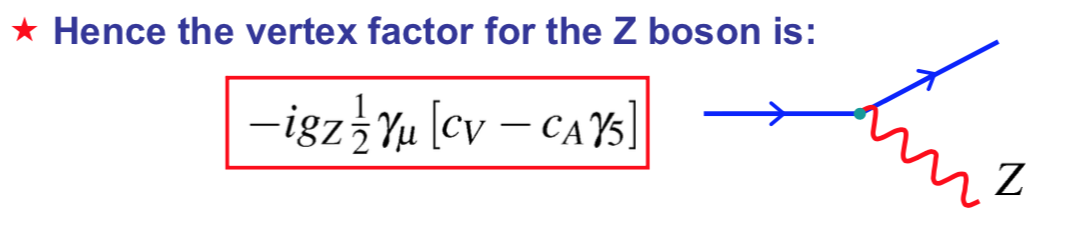 ★ Hence the vertex factor for the Z boson is:
−ig_Z ½ γ_μ [c_V − c_A γ_5]
Z